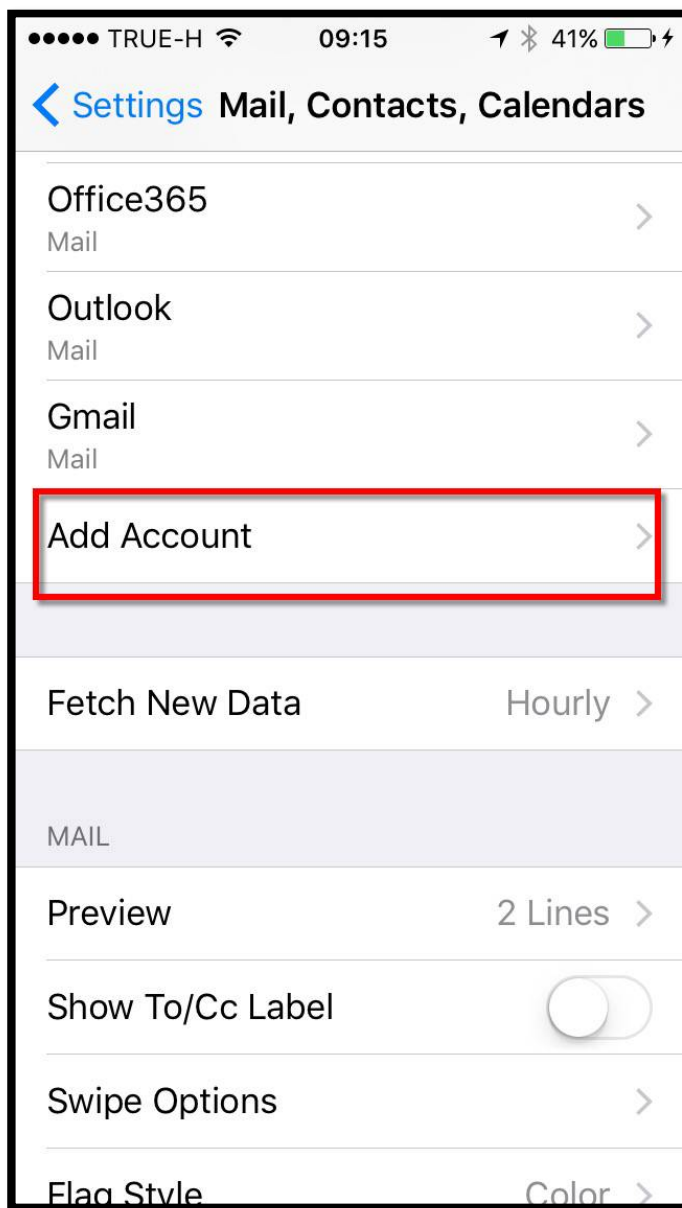 TRUE-H 09:15 41%
Settings Mail, Contacts, Calendars
Office365
Mail
Outlook
Mail
Gmail
Mail
Add Account
Fetch New Data Hourly
MAIL
Preview 2 Lines
Show To/Cc Label
Swipe Options
Flag Style Color